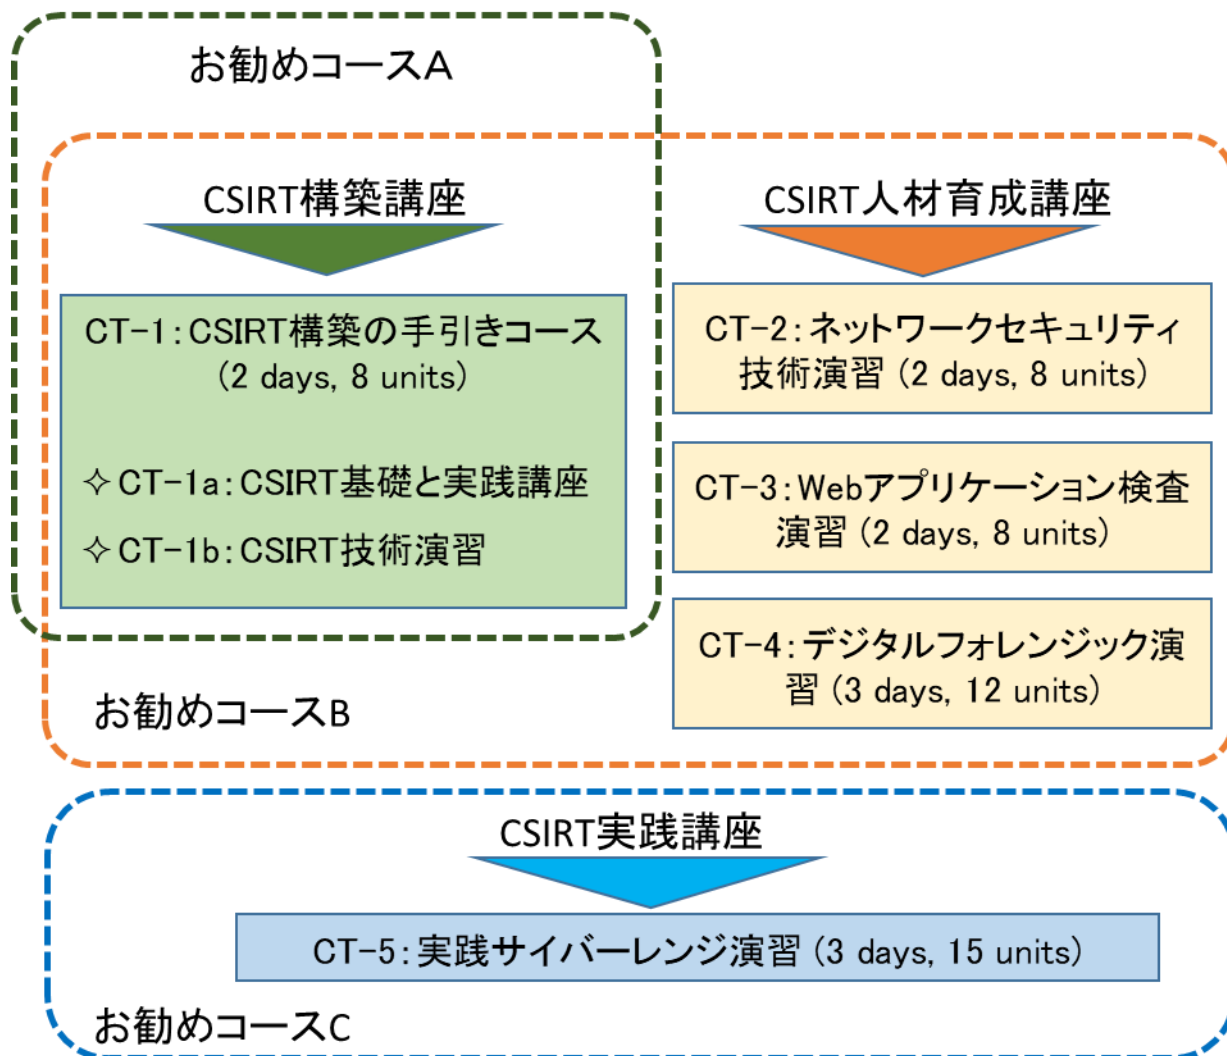 お勧めコースA
CSIRT構築講座
CT-1：CSIRT構築の手引きコース
(2 days, 8 units)
✧CT-1a：CSIRT基礎と実践講座
✧CT-1b：CSIRT技術演習
CSIRT人材育成講座
CT-2：ネットワークセキュリティ
技術演習 (2 days, 8 units)
CT-3：Webアプリケーション検査
演習 (2 days, 8 units)
CT-4：デジタルフォレンジック演
習 (3 days, 12 units)
お勧めコースB
CSIRT実践講座
CT-5：実践サイバーレンジ演習 (3 days, 15 units)
お勧めコースC